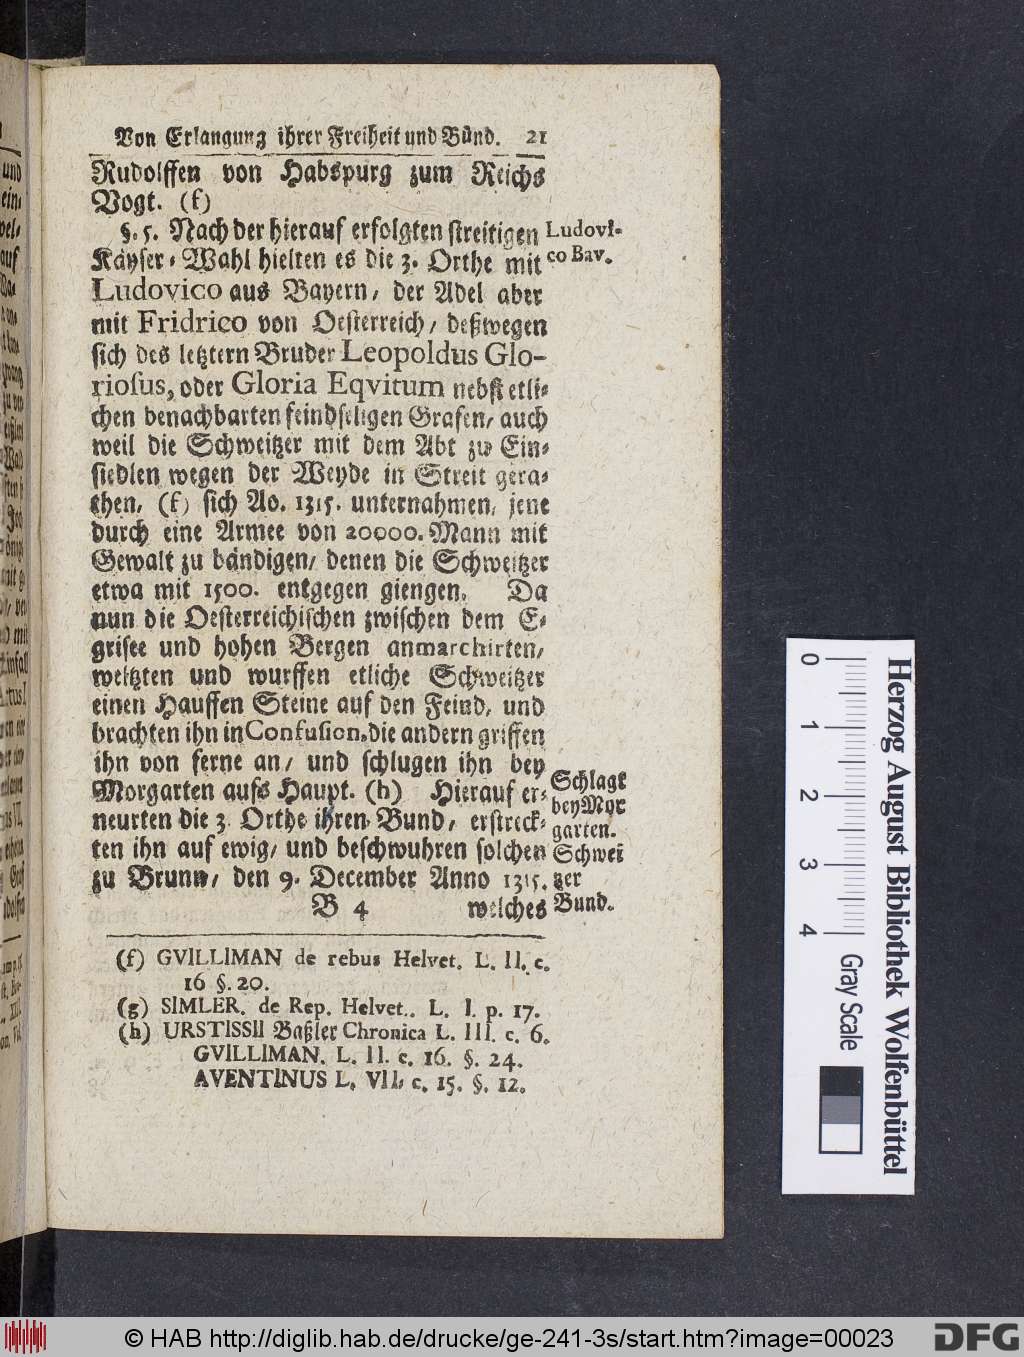 Von Erlangung ihrer Freiheit und Bünd. 21
Rudolffen von Habspurg zum Reichs
Vogt. (f)
§. 5. Nach der hierauf erfolgten streitigen
Käyser-Wahl hielten es die 3. Orthe mit
Ludovico aus Bayern, der Adel aber
mit Fridrico von Oesterreich, deßwegen
sich des letztern Bruder Leopoldus Glo-
riosus, oder Gloria Eqvitum nebst etli-
chen benachbarten feindseligen Grafen, auch
weil die Schweitzer mit dem Abt zu Ein-
siedlen wegen der Weyde in Streit gera-
then, (f) sich Ao. 1315. unternahmen, jene
durch eine Armee von 20000. Mann mit
Gewalt zu bändigen, denen die Schweitzer
etwa mit 1500. entgegen giengen. Da
nun die Oesterreichischen zwischen dem E-
grisee und hohen Bergen anmarchirten,
weltzten und wurffen etliche Schweitzer
einen Hauffen Steine auf den Feind, und
brachten ihn in Confusion, die andern griffen
ihn von ferne an, und schlugen ihn bey
Morgarten aufs Haupt. (h) Hierauf er-
neurten die 3 Orthe ihren Bund, erstreck-
ten ihn auf ewig, und beschwuhren solchen
zu Brunn, den 9. December Anno 1315.
B 4 welches
Ludovi-
co Bav.
Schlagt
bey Mor
garten.
Schwei
tzer
Bund.
(f) GVILLIMAN de rebus Helvet. L. II. c.
16 §. 20.
(g) SIMLER. de Rep. Helvet.. L. I. p. 17.
(h) URSTISSII Baßler Chronica L. III. c. 6.
GVILLIMAN. L. II. c. 16. §. 24.
AVENTINUS L. VII. c. 15. §. 12.
0 1 2 3 4
Gray Scale
Herzog August Bibliothek Wolfenbüttel
© HAB http://diglib.hab.de/drucke/ge-241-3s/start.htm?image=00023
DFG